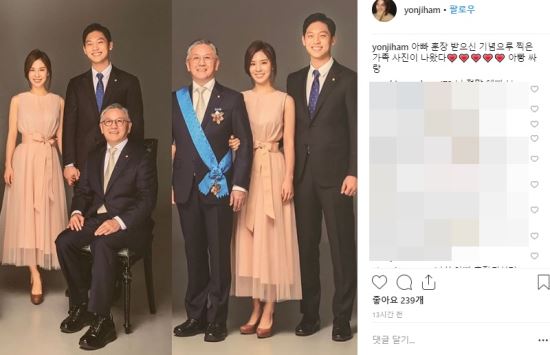 yonjiham • 팔로우
yonjiham 아빠 훈장 받으신 기념으루 찍은
가족 사진이 나왔다❤❤❤❤❤ 아빵 싸
랑
좋아요 239개
13시간 전
댓글 달기...